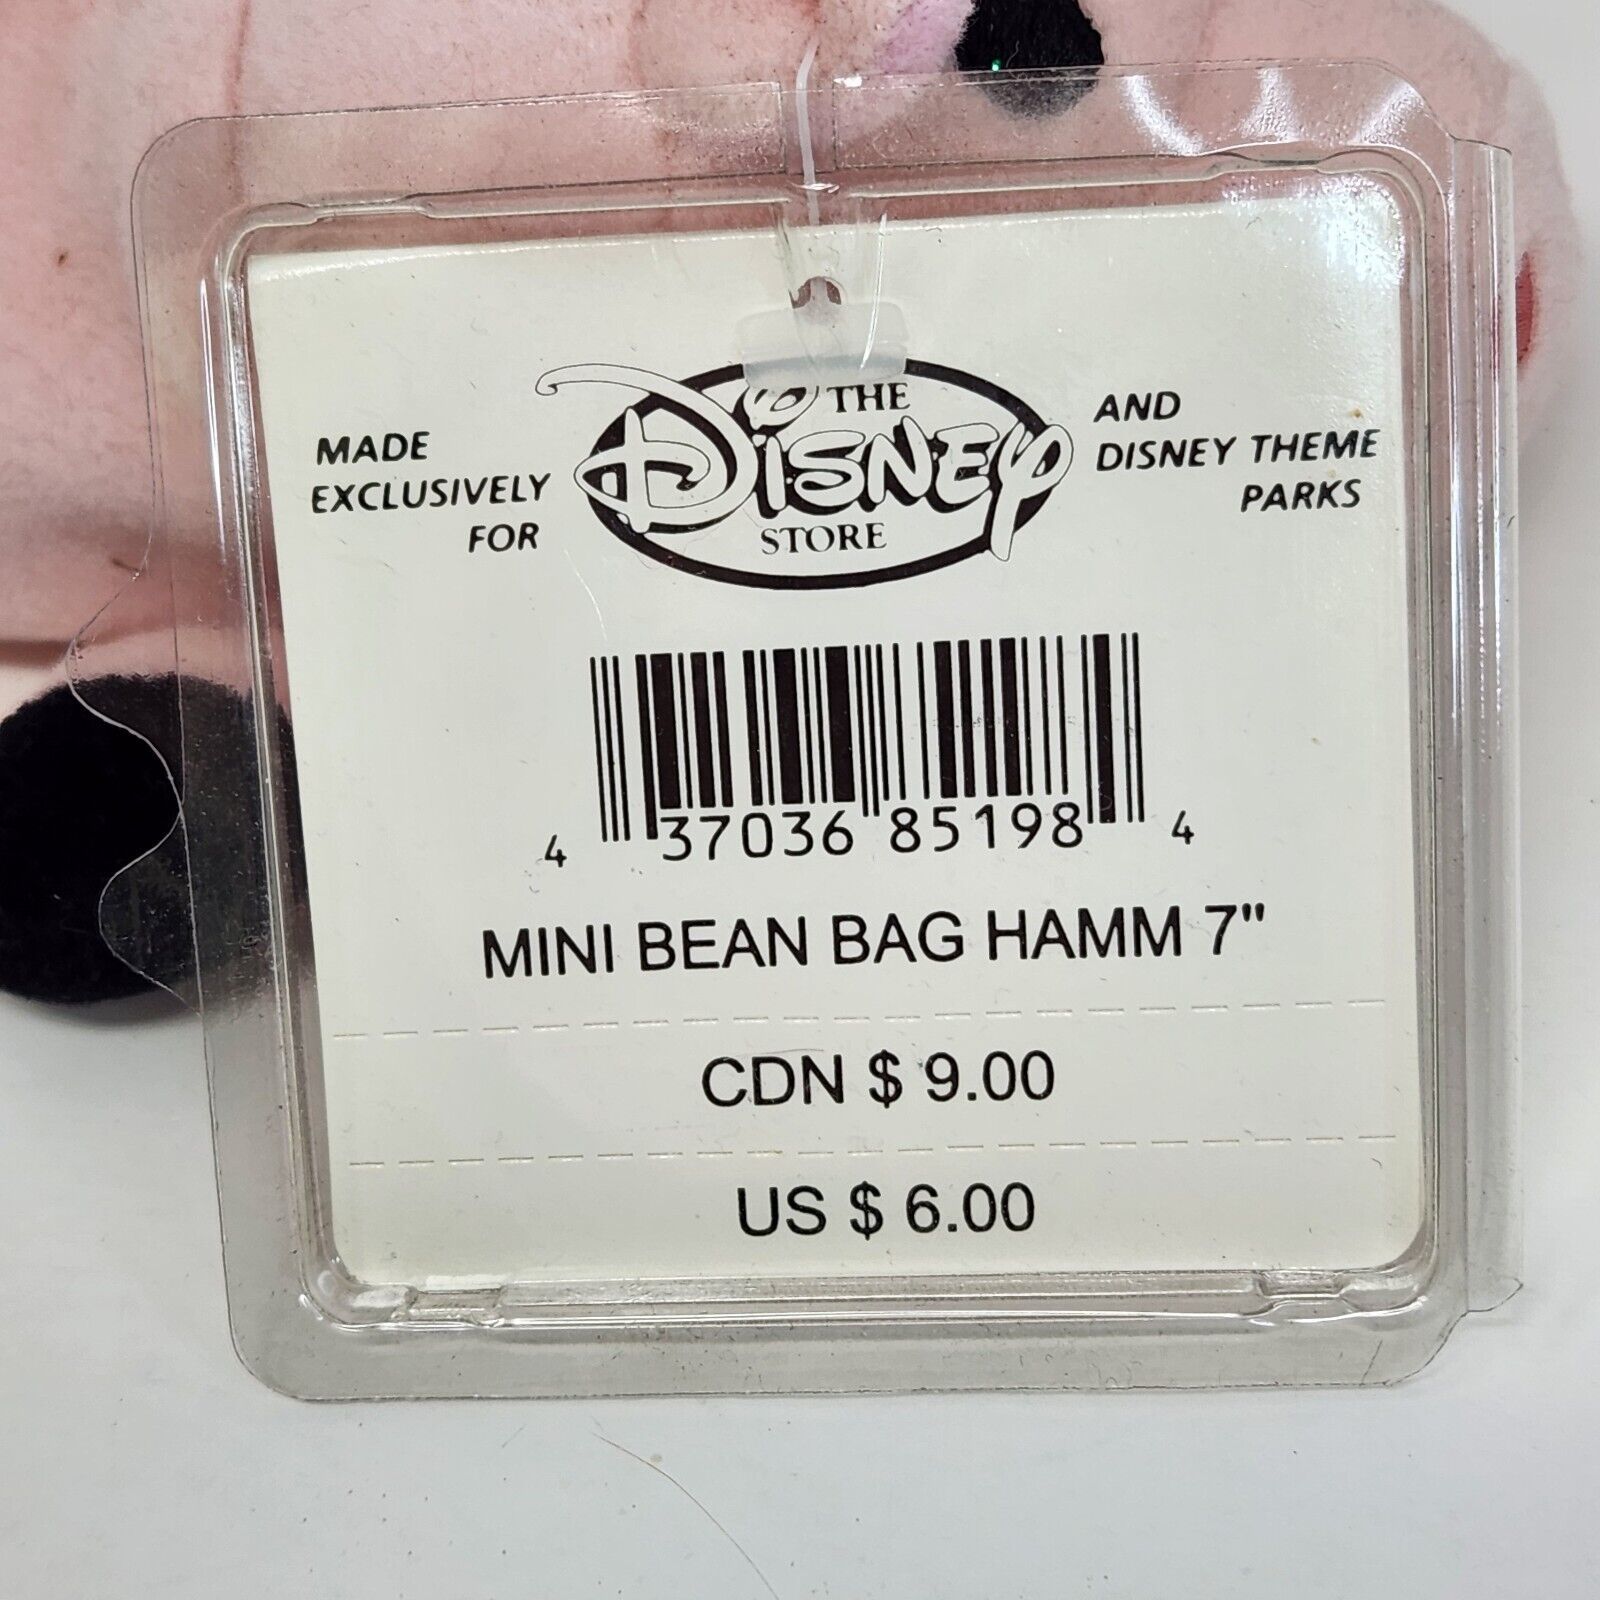 MADE
EXCLUSIVELY
FOR
THE
DISNEY
STORE
AND
DISNEY THEME
PARKS
4 37036 85198 4
MINI BEAN BAG HAMM 7"
CDN $ 9.00
US $ 6.00